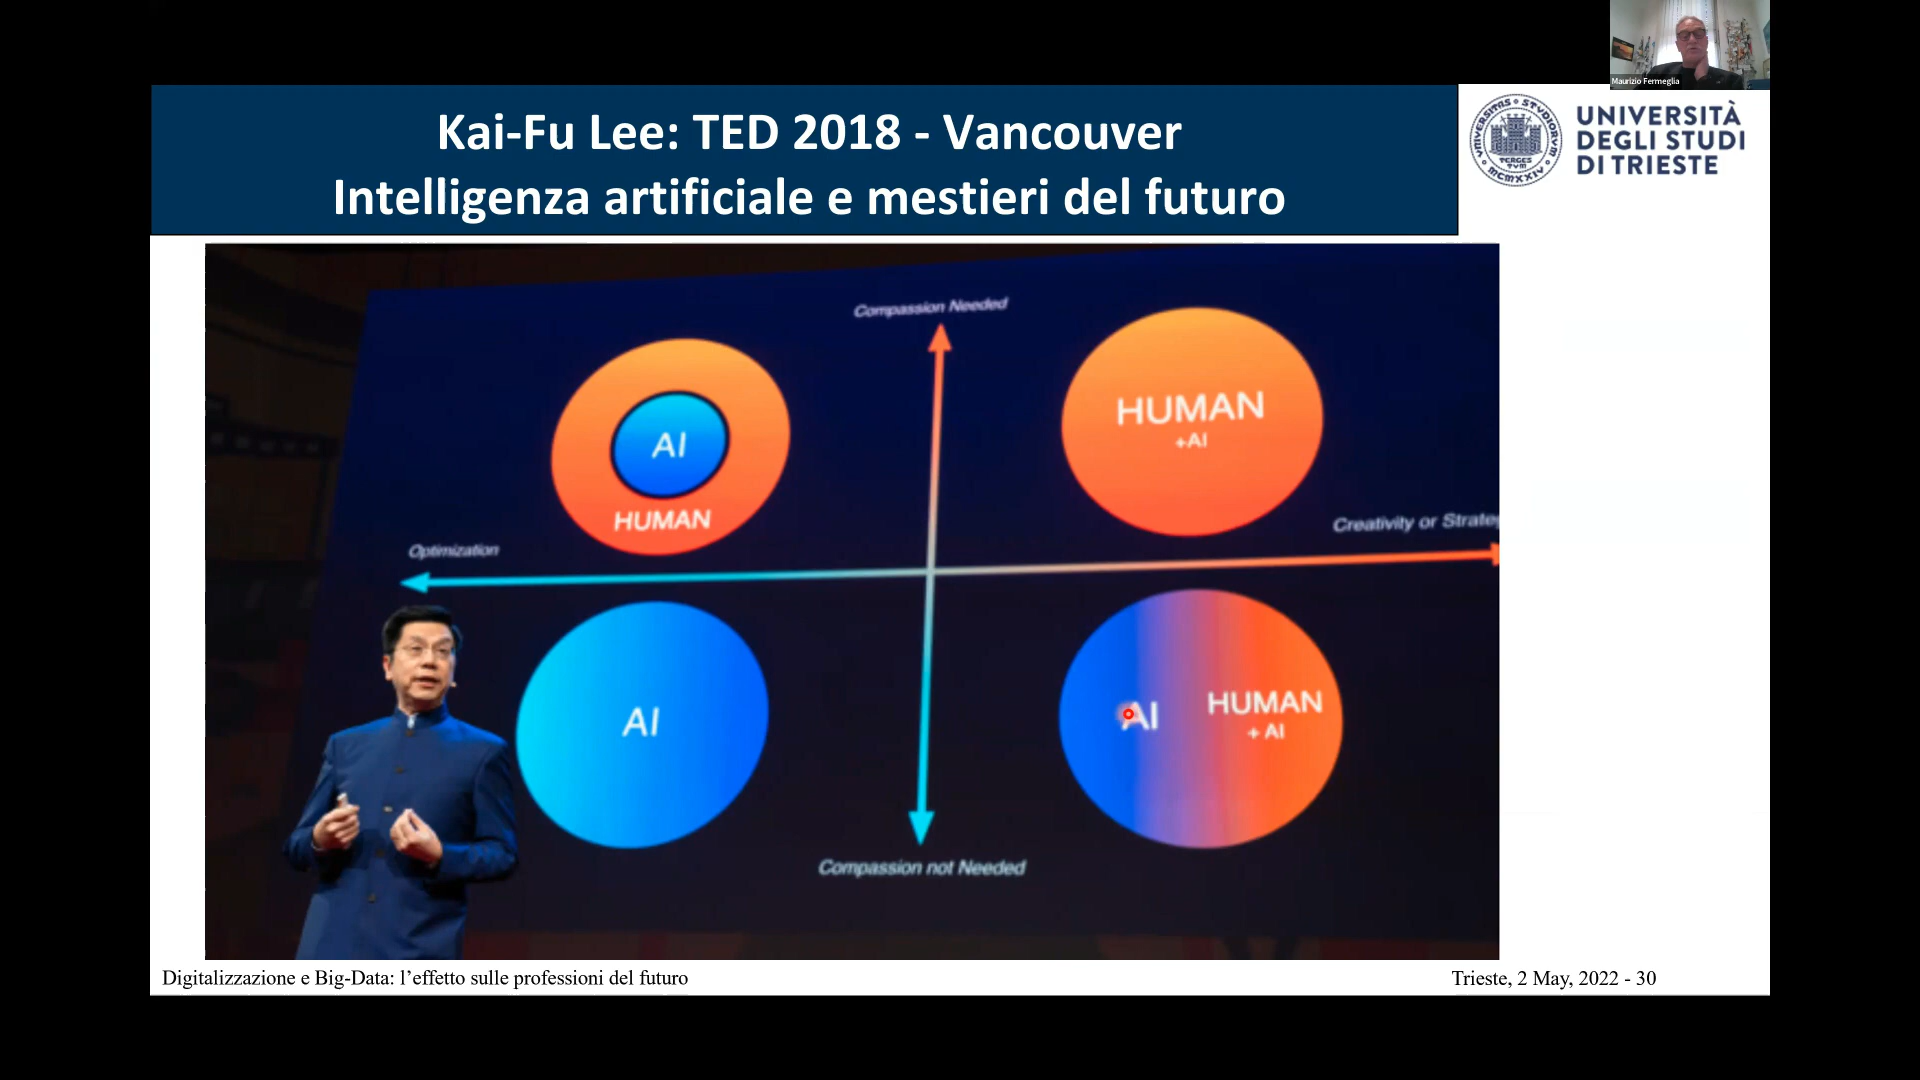 Maurizio Fermeglia
Kai-Fu Lee: TED 2018 - Vancouver
Intelligenza artificiale e mestieri del futuro
UNIVERSITÀ
DEGLI STUDI
DI TRIESTE
Compassion Needed
HUMAN
+AI
AI
HUMAN
Creativity or Strate
Optimization
AI
AI
HUMAN
+ AI
Compassion not Needed
Digitalizzazione e Big-Data: l’effetto sulle professioni del futuro
Trieste, 2 May, 2022 - 30